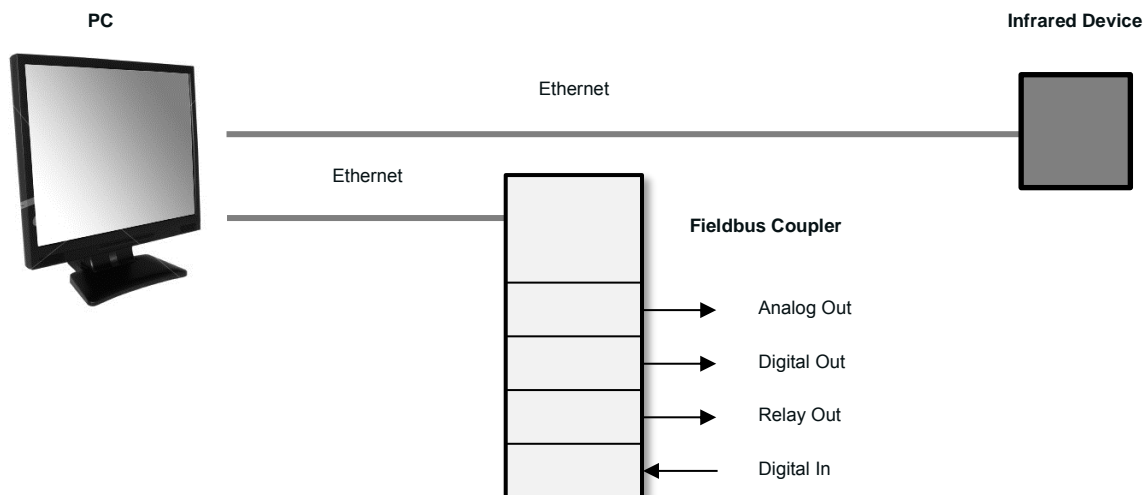 PC
Infrared Device
Ethernet
Ethernet
Fieldbus Coupler
Analog Out
Digital Out
Relay Out
Digital In